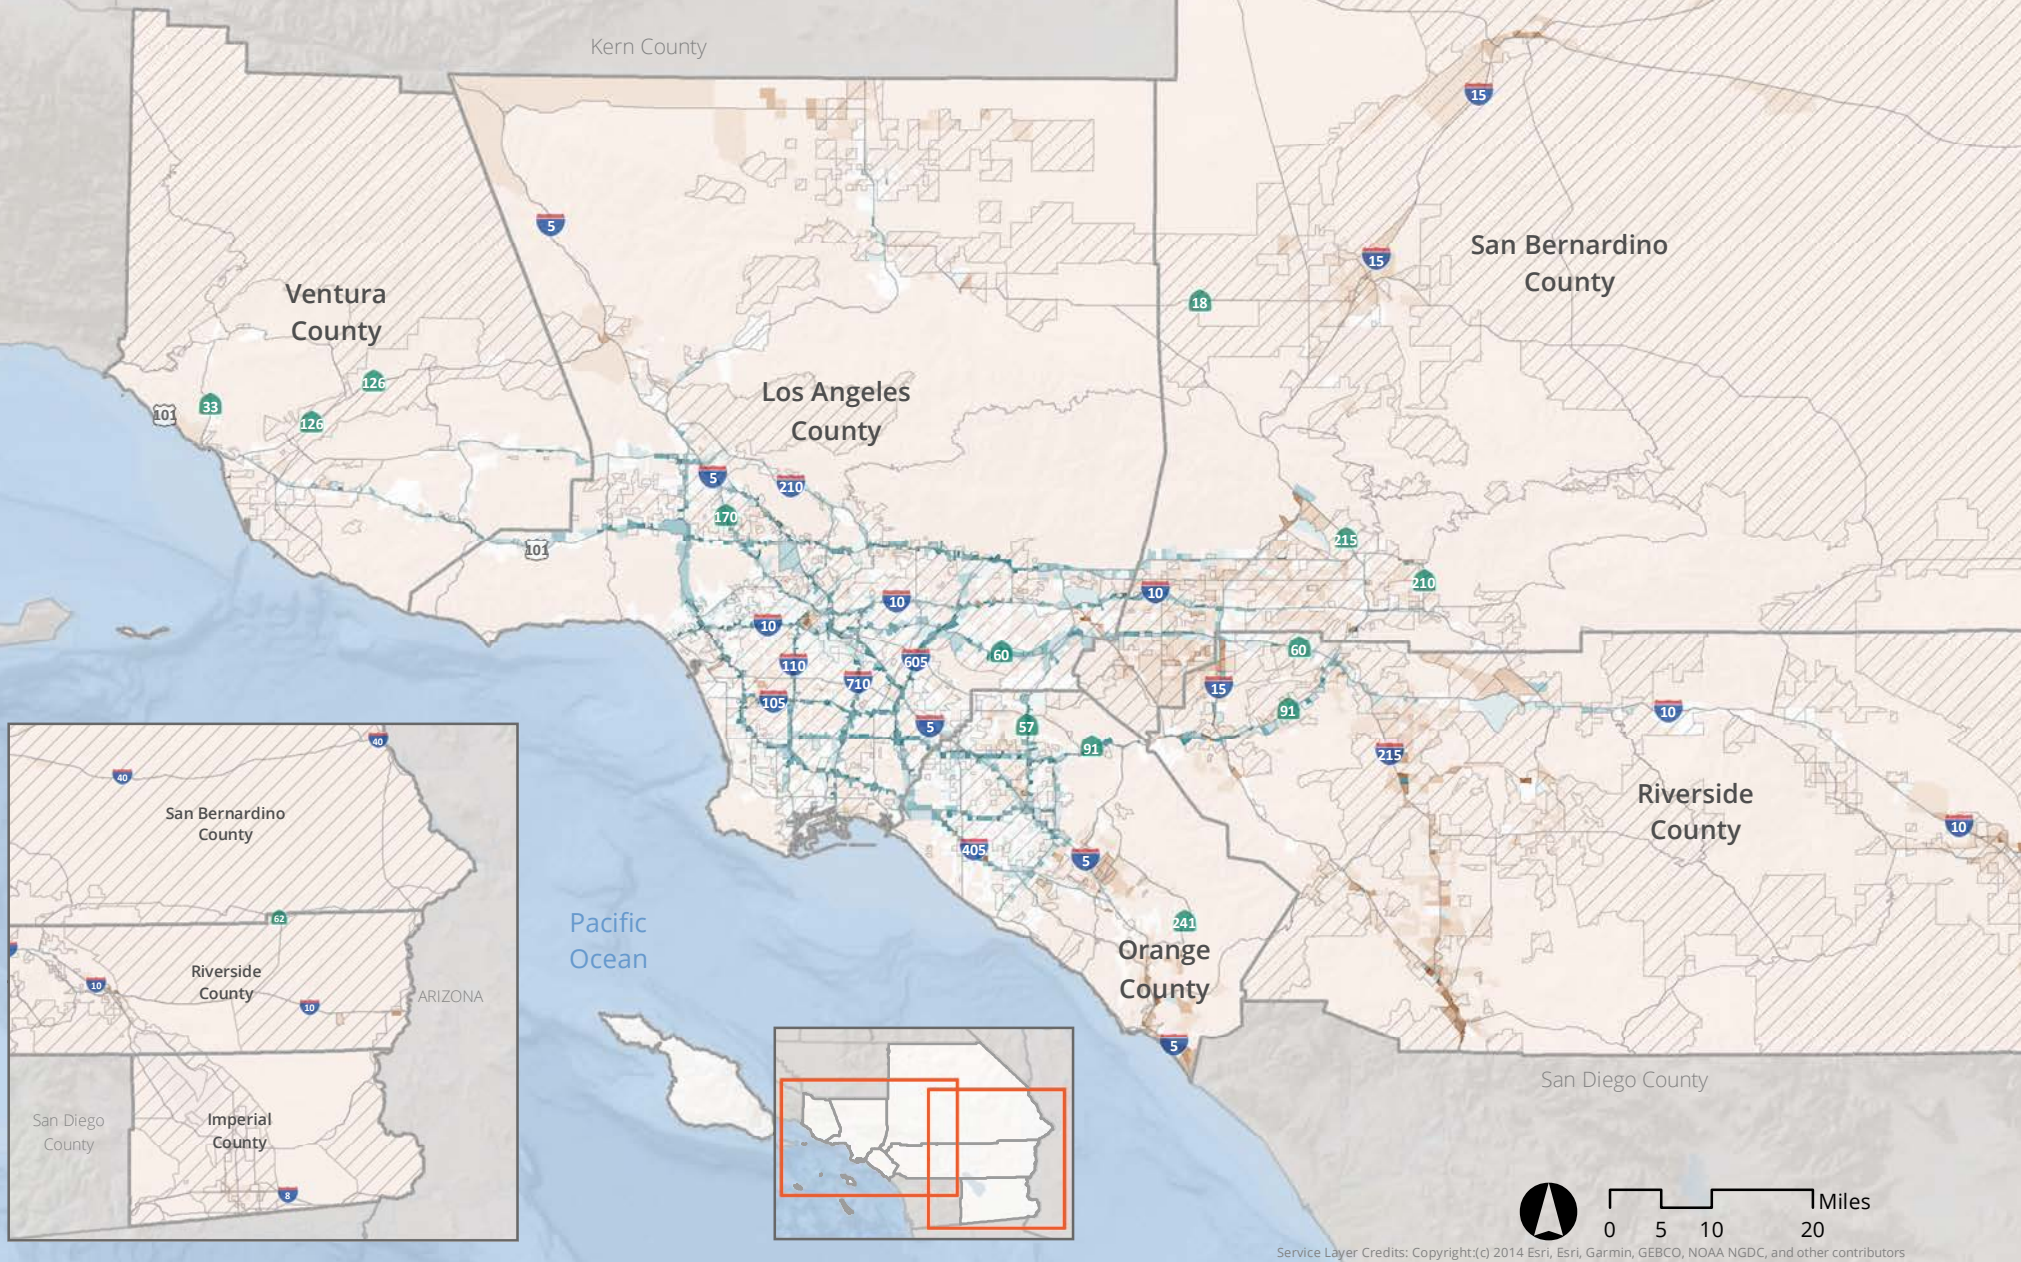 Kern County
15
5
San Bernardino
County
15
Ventura
County
18
126
Los Angeles
County
33
101
126
5
210
170
215
101
210
10
10
10
60
60
110
605
710
15
105
91
10
5
57
91
215
Riverside
County
10
405
5
241
Orange
County
5
Pacific
Ocean
San Diego County
40
40
San Bernardino
County
62
Riverside
County
10
10
ARIZONA
San Diego
County
Imperial
County
8
Miles
0 5 10 20
Service Layer Credits: Copyright:(c) 2014 Esri, Esri, Garmin, GEBCO, NOAA NGDC, and other contributors